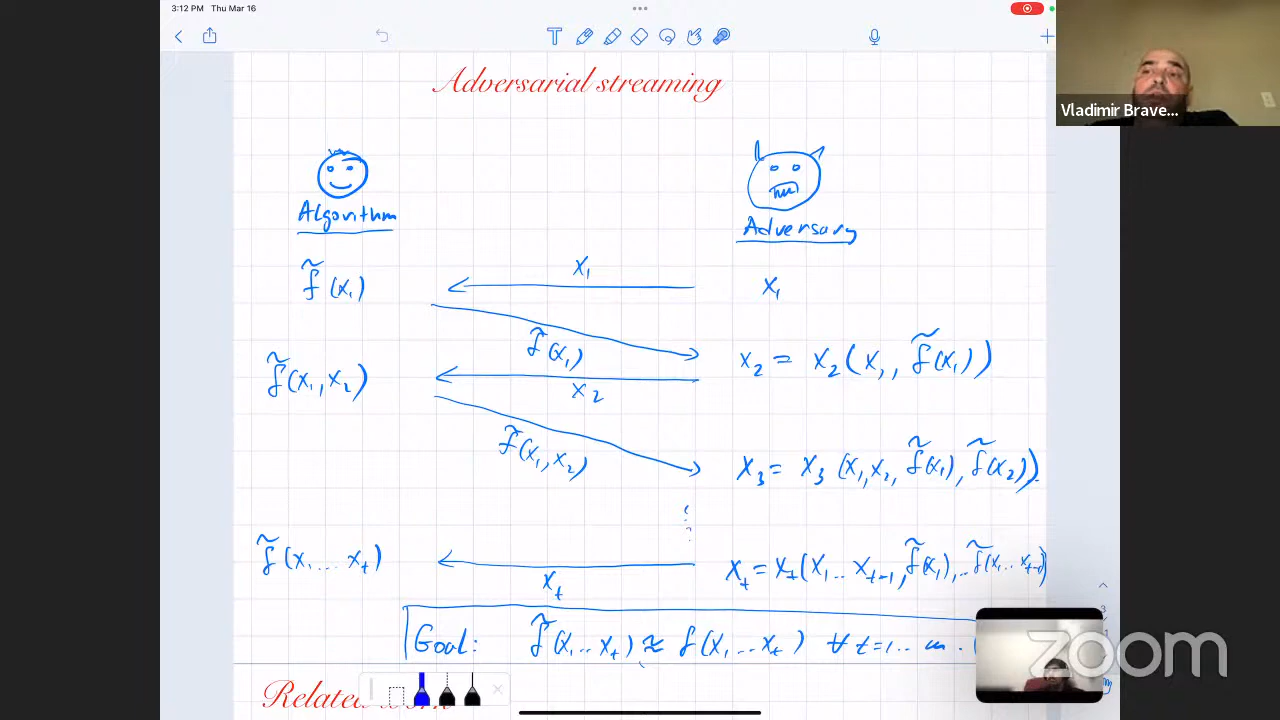 3:12 PM Thu Mar 16
Adversarial streaming
Vladimir Brave...
Algorithm
Adversary
f̃(x₁)
x₁
x₁
f̃(x₁)
x₂ = x₂(x₁, f̃(x₁))
f̃(x₁,x₂)
x₂
f̃(x₁,x₂)
x₃ = x₃(x₁,x₂, f̃(x₁), f̃(x₂))
f̃(x₁...xₜ)
xₜ
xₜ = xₜ(x₁..xₜ₋₁, f̃(x₁),..f̃(x₁...xₜ₋₁))
Goal: f̃(x₁...xₜ) ≈ f(x₁...xₜ) ∀t=1...m.
zoom